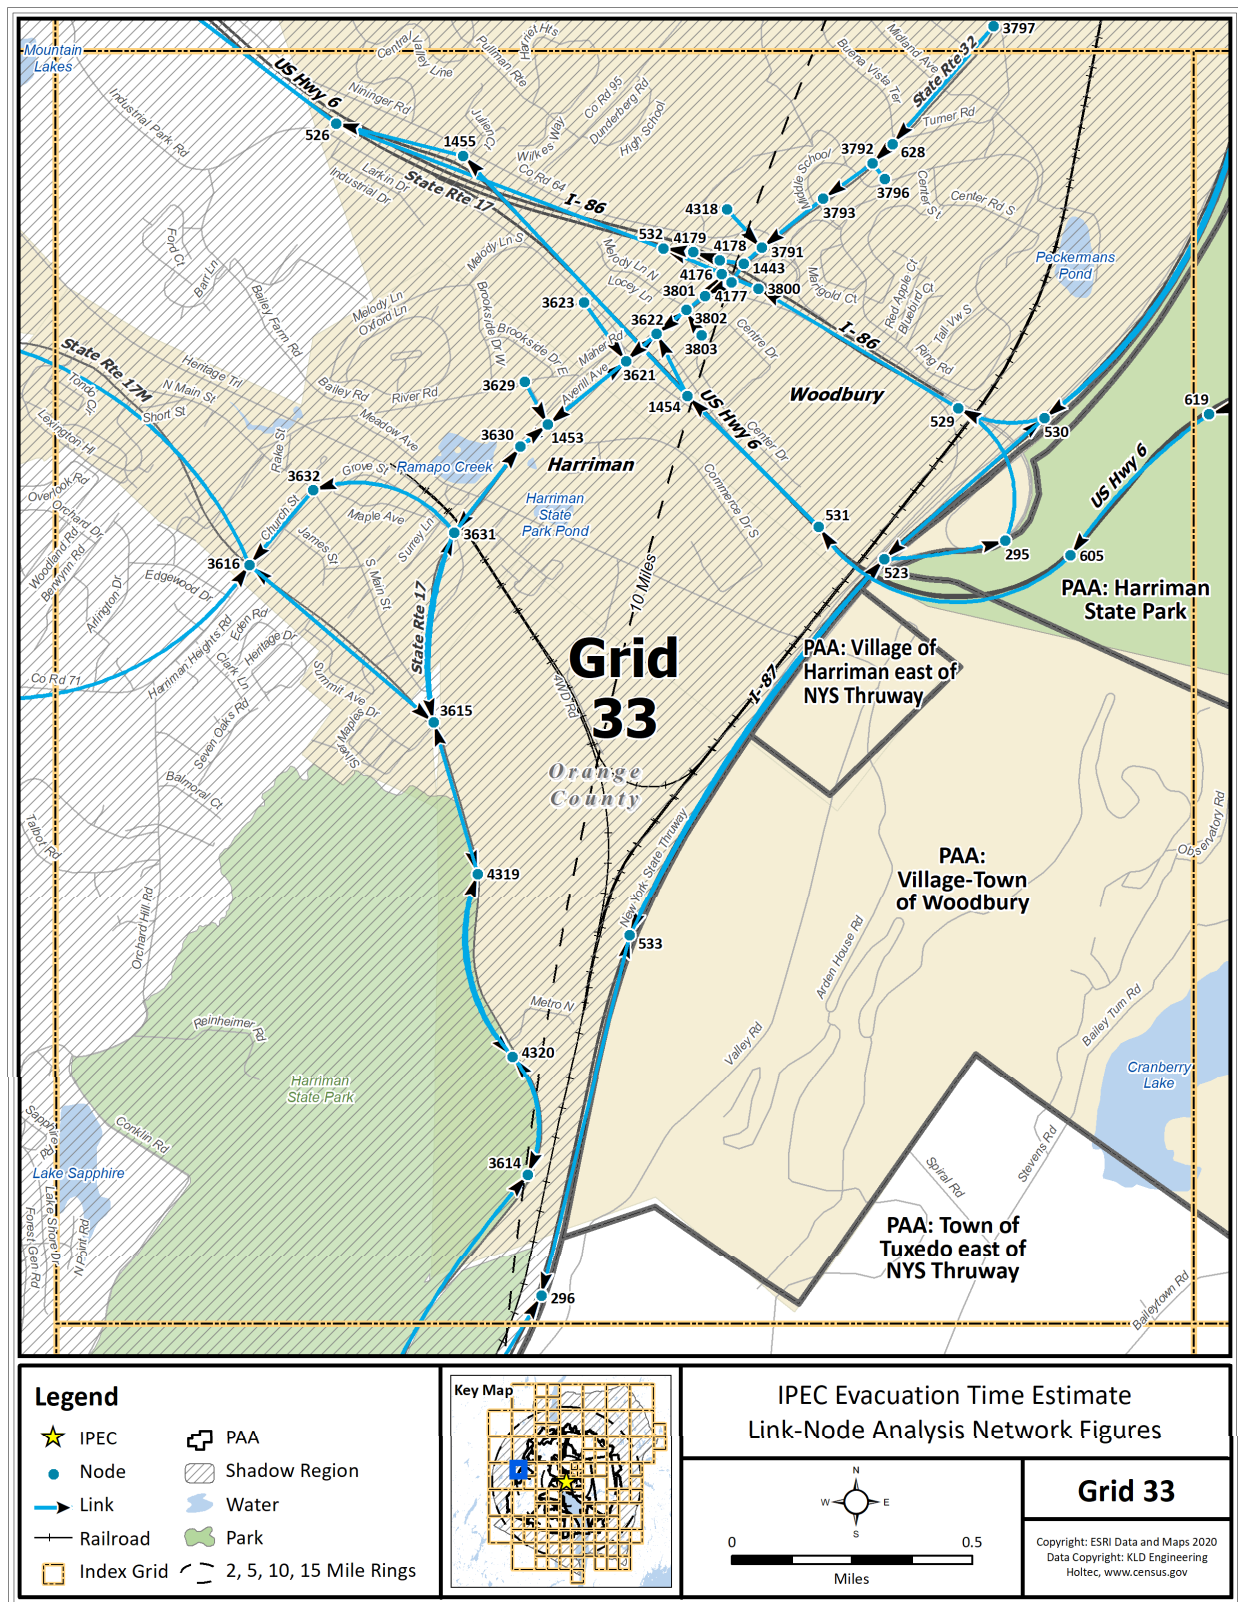 3797
Mountain
Lakes
US Hwy 6
Central
Valley Line
Pullman Rte
Harriet Hts
Buena Vista Ter
Midland Ave
State Rte 32
Industrial Park Rd
Nininger Rd
Julien Ct
Wilkes Way
Co Rd 95
Dunderberg Rd
High School
Turner Rd
526
1455
3792
628
Co Rd 64
Larkin Dr
Industrial Dr
State Rte 17
I- 86
Middle School
3796
3793
Center St
Center Rd S
4318
532
4179
4178
3791
1443
Peckermans
Pond
Ford Ct
Barr Ln
Melody Ln S
Melody Ln N
Locey Ln
4176
3801
4177
3800
Marigold Ct
Red Apple Ct
Bluebird Ct
Tall Vw S
Ring Rd
Bailey Farm Rd
Melody Ln
Oxford Ln
Brookside Dr W
Brookside Dr E
3623
3622
3802
3803
Centre Dr
I- 86
State Rte 17M
Heritage Trl
N Main St
Short St
Tondo Cir
Lexington Hl
Bailey Rd
River Rd
Meadow Ave
Maher Rd
Averill Ave
3621
3629
1454
US Hwy 6
Center Dr
Woodbury
529
530
619
US Hwy 6
1453
3630
Harriman
Ramapo Creek
Rake St
Grove St
3632
Church St
Maple Ave
Surrey Ln
James St
S Main St
3631
Harriman
State
Park Pond
Commerce Dr S
531
523
295
605
Overlook Rd
Orchard Dr
Woodland Rd
Berwynn Rd
Arlington Dr
Edgewood Dr
3616
10 Miles
PAA: Harriman
State Park
State Rte 17
Harriman Heights Rd
Eden Rd
Heritage Dr
Clark Ln
Co Rd 71
Seven Oaks Rd
Summit Ave
Maples Dr
Silver
3615
4WD Rd
Grid
33
PAA: Village of
Harriman east of
NYS Thruway
I- 87
Orange
County
Balmoral Ct
Talbot Rd
Orchard Hill Rd
4319
New York State Thruway
533
PAA:
Village-Town
of Woodbury
Observatory Rd
Arden House Rd
Valley Rd
Bailey Turn Rd
Metro N
Reinheimer Rd
4320
Harriman
State Park
Cranberry
Lake
Sapphire
Rd
Conklin Rd
Lake Sapphire
Lake Shore Dr
Forest Gen Rd
N Point Rd
3614
Spiral Rd
Stevens Rd
PAA: Town of
Tuxedo east of
NYS Thruway
296
Baileytown Rd
Legend
IPEC
Node
Link
Railroad
Index Grid
PAA
Shadow Region
Water
Park
2, 5, 10, 15 Mile Rings
Key Map
IPEC Evacuation Time Estimate
Link-Node Analysis Network Figures
N
W
E
S
0
0.5
Miles
Grid 33
Copyright: ESRI Data and Maps 2020
Data Copyright: KLD Engineering
Holtec, www.census.gov